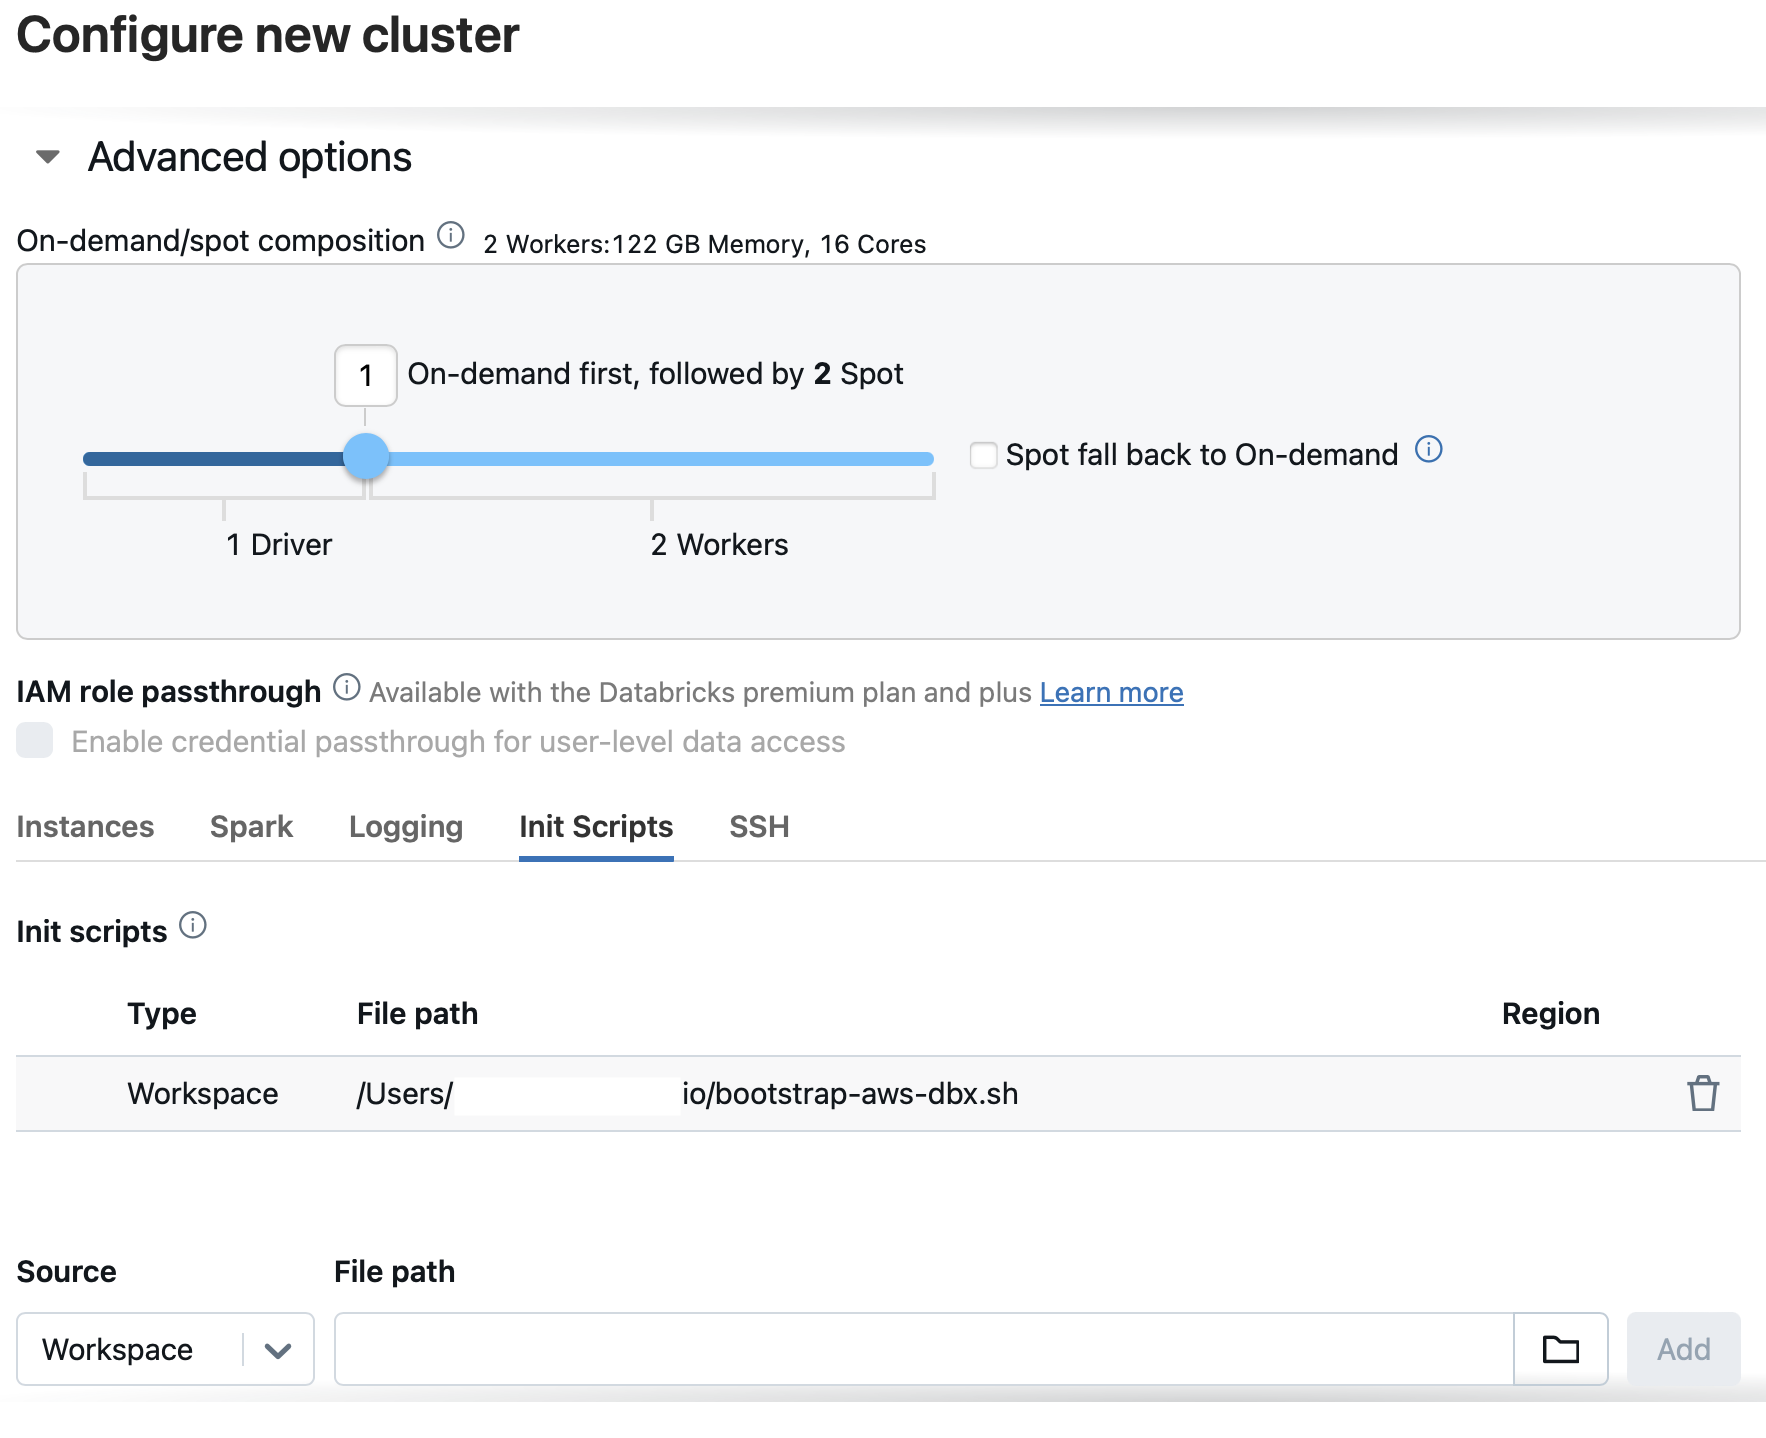 Configure new cluster
Advanced options
On-demand/spot composition 2 Workers:122 GB Memory, 16 Cores
1 On-demand first, followed by 2 Spot
Spot fall back to On-demand
1 Driver 2 Workers
IAM role passthrough Available with the Databricks premium plan and plus Learn more
Enable credential passthrough for user-level data access
Instances Spark Logging Init Scripts SSH
Init scripts
Type File path Region
Workspace /Users/ io/bootstrap-aws-dbx.sh
Source File path
Workspace Add